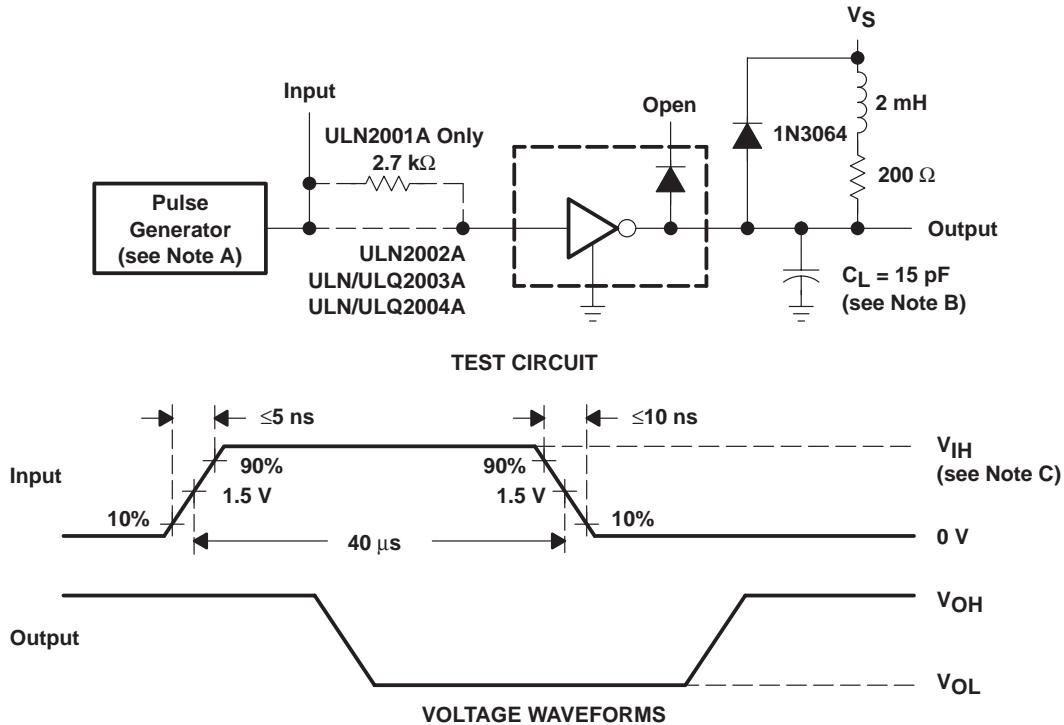 VS
Input
Open
2 mH
ULN2001A Only
1N3064
2.7 kΩ
200 Ω
Pulse
Generator
(see Note A)
Output
ULN2002A
ULN/ULQ2003A
ULN/ULQ2004A
CL = 15 pF
(see Note B)
TEST CIRCUIT
≤5 ns
≤10 ns
VIH
(see Note C)
Input
90%
90%
1.5 V
1.5 V
10%
10%
40 μs
0 V
VOH
Output
VOL
VOLTAGE WAVEFORMS